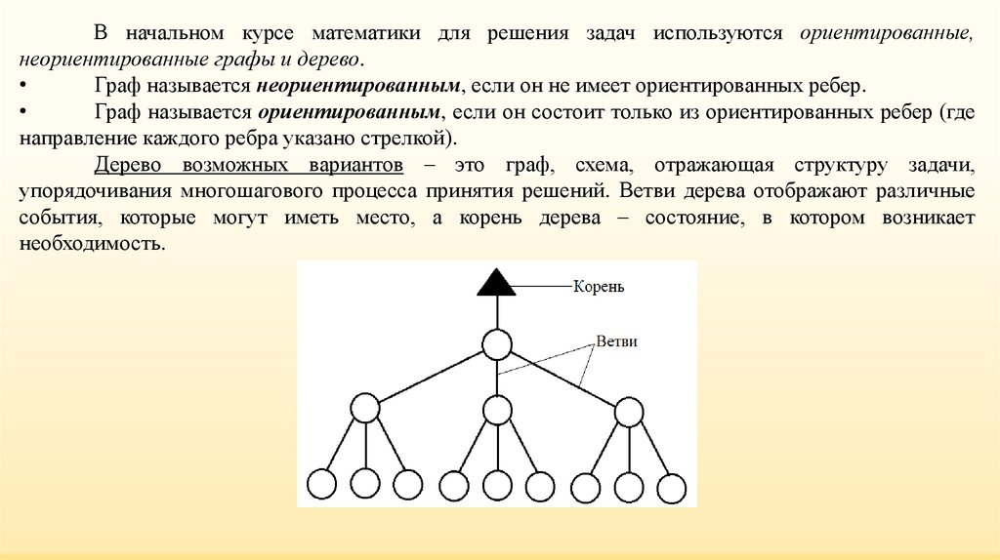 В начальном курсе математики для решения задач используются ориентированные,
неориентированные графы и дерево.
• Граф называется неориентированным, если он не имеет ориентированных ребер.
• Граф называется ориентированным, если он состоит только из ориентированных ребер (где
направление каждого ребра указано стрелкой).
Дерево возможных вариантов – это граф, схема, отражающая структуру задачи,
упорядочивания многошагового процесса принятия решений. Ветви дерева отображают различные
события, которые могут иметь место, а корень дерева – состояние, в котором возникает
необходимость.
Корень
Ветви